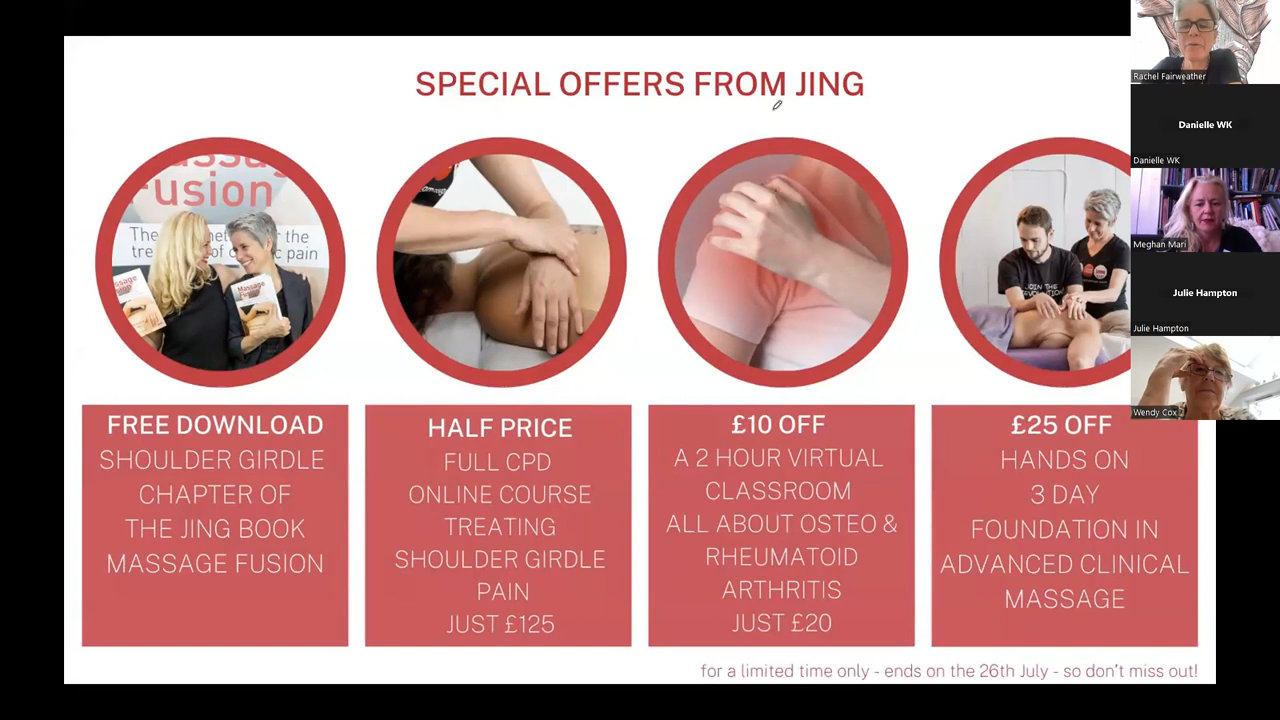 SPECIAL OFFERS FROM JING
Massage
Fusion
FREE DOWNLOAD
SHOULDER GIRDLE
CHAPTER OF
THE JING BOOK
MASSAGE FUSION
HALF PRICE
FULL CPD
ONLINE COURSE
TREATING
SHOULDER GIRDLE
PAIN
JUST £125
£10 OFF
A 2 HOUR VIRTUAL
CLASSROOM
ALL ABOUT OSTEO &
RHEUMATOID
ARTHRITIS
JUST £20
£25 OFF
HANDS ON
3 DAY
FOUNDATION IN
ADVANCED CLINICAL
MASSAGE
for a limited time only - ends on the 26th July - so don't miss out!
Rachel Fairweather
Danielle WK
Danielle WK
Meghan Mari
Julie Hampton
Julie Hampton
Wendy Cox